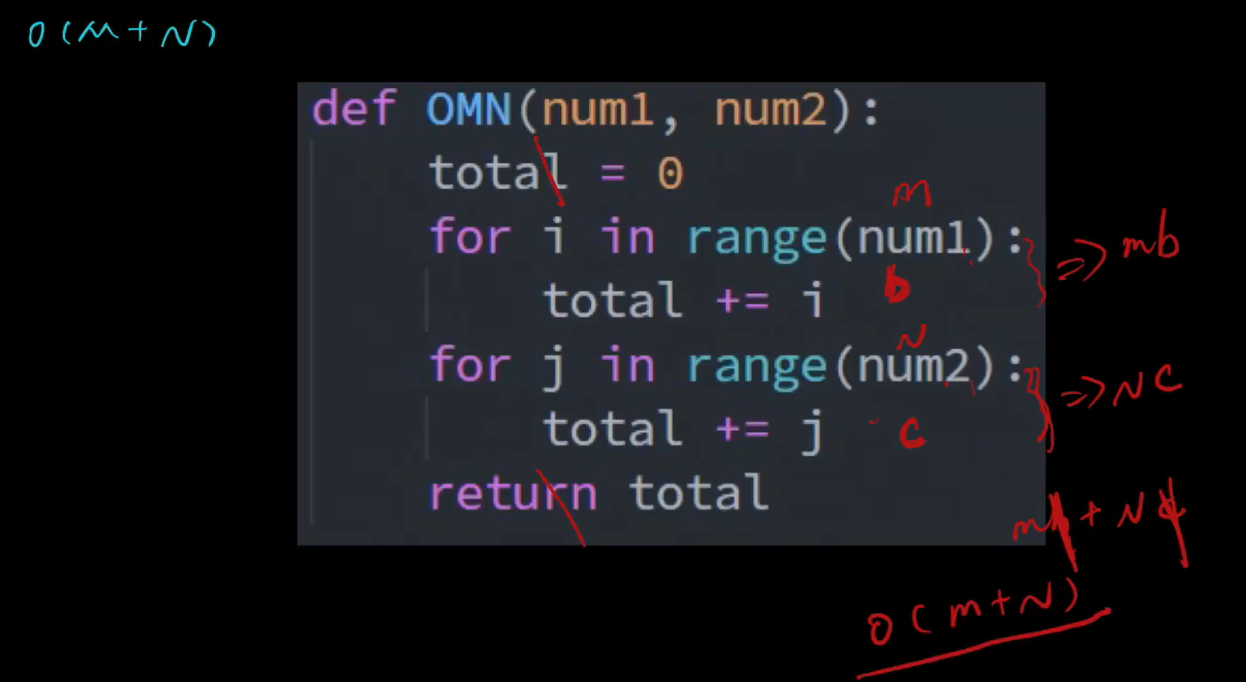 O(M+N)
def OMN(num1, num2):
    total = 0
m
    for i in range(num1):
=> mb
b
        total += i
N
    for j in range(num2):
=> NC
        total += j
C
    return total
mb + NC
O(M+N)